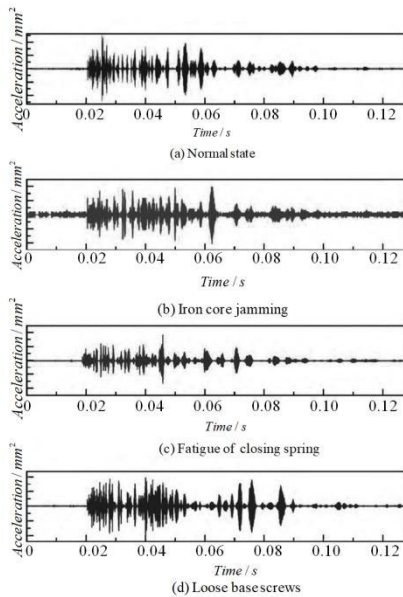 Acceleration / mm²
0 0.02 0.04 0.06 0.08 0.10 0.12
Time / s
(a) Normal state
Acceleration / mm²
0 0.02 0.04 0.06 0.08 0.10 0.12
Time / s
(b) Iron core jamming
Acceleration / mm²
0 0.02 0.04 0.06 0.08 0.10 0.12
Time / s
(c) Fatigue of closing spring
Acceleration / mm²
0 0.02 0.04 0.06 0.08 0.10 0.12
(d) Loose base screws